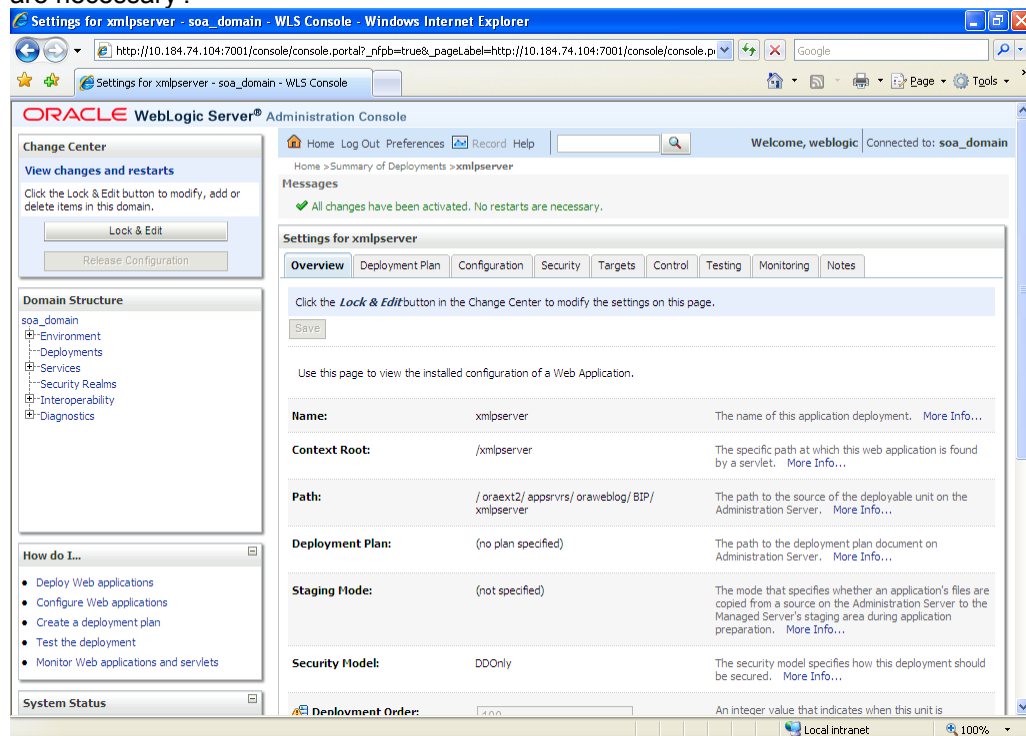 are necessary.
Settings for xmlpserver - soa_domain - WLS Console - Windows Internet Explorer
http://10.184.74.104:7001/console/console.portal?_nfpb=true&_pageLabel=http://10.184.74.104:7001/console/console.p
Google
Settings for xmlpserver - soa_domain - WLS Console
Page
Tools
ORACLE WebLogic Server® Administration Console
Change Center
View changes and restarts
Click the Lock & Edit button to modify, add or
delete items in this domain.
Lock & Edit
Release Configuration
Domain Structure
soa_domain
Environment
Deployments
Services
Security Realms
Interoperability
Diagnostics
How do I...
Deploy Web applications
Configure Web applications
Create a deployment plan
Test the deployment
Monitor Web applications and servlets
System Status
Home Log Out Preferences Record Help
Welcome, weblogic Connected to: soa_domain
Home >Summary of Deployments >xmlpserver
Messages
All changes have been activated. No restarts are necessary.
Settings for xmlpserver
Overview Deployment Plan Configuration Security Targets Control Testing Monitoring Notes
Click the Lock & Edit button in the Change Center to modify the settings on this page.
Save
Use this page to view the installed configuration of a Web Application.
Name: xmlpserver The name of this application deployment. More Info...
Context Root: /xmlpserver The specific path at which this web application is found
by a servlet. More Info...
Path: / oraext2/ appsrvrs/ oraweblog/ BIP/ The path to the source of the deployable unit on the
xmlpserver Administration Server. More Info...
Deployment Plan: (no plan specified) The path to the deployment plan document on
Administration Server. More Info...
Staging Mode: (not specified) The mode that specifies whether an application's files are
copied from a source on the Administration Server to the
Managed Server's staging area during application
preparation. More Info...
Security Model: DDOnly The security model specifies how this deployment should
be secured. More Info...
Deployment Order: 100 An integer value that indicates when this unit is
Local intranet 100%